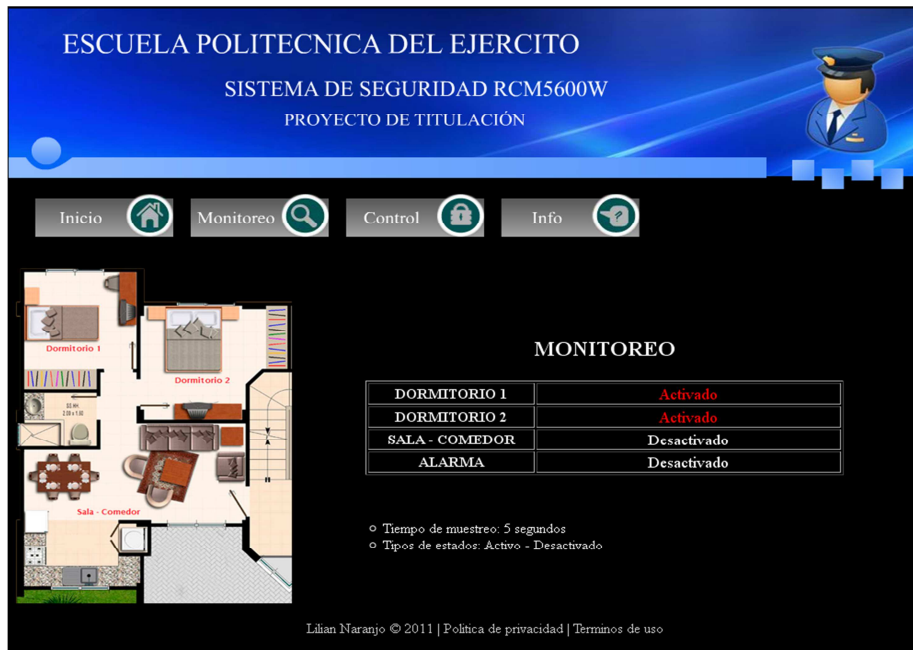 ESCUELA POLITECNICA DEL EJERCITO
SISTEMA DE SEGURIDAD RCM5600W
PROYECTO DE TITULACIÓN
Inicio
Monitoreo
Control
Info
Dormitorio 1
Dormitorio 2
Sala - Comedor
MONITOREO
DORMITORIO 1 Activado
DORMITORIO 2 Activado
SALA - COMEDOR Desactivado
ALARMA Desactivado
Tiempo de muestreo: 5 segundos
Tipos de estados: Activo - Desactivado
Lilian Naranjo © 2011 | Politica de privacidad | Terminos de uso